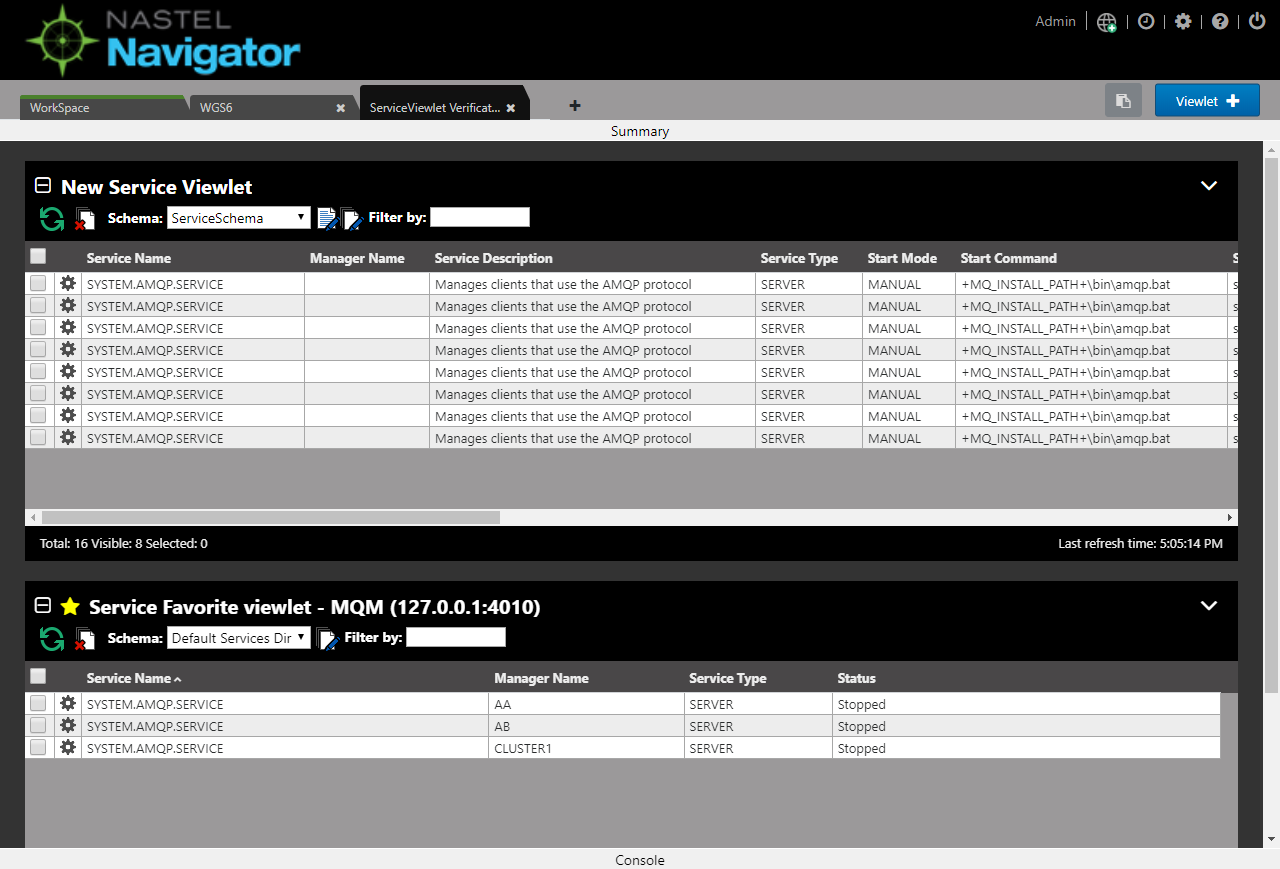 NASTEL
Navigator
Admin
WorkSpace
WGS6
ServiceViewlet Verificat...
Viewlet
Summary
New Service Viewlet
Schema: ServiceSchema Filter by:
Service Name Manager Name Service Description Service Type Start Mode Start Command S
SYSTEM.AMQP.SERVICE Manages clients that use the AMQP protocol SERVER MANUAL +MQ_INSTALL_PATH+\bin\amqp.bat s
SYSTEM.AMQP.SERVICE Manages clients that use the AMQP protocol SERVER MANUAL +MQ_INSTALL_PATH+\bin\amqp.bat s
SYSTEM.AMQP.SERVICE Manages clients that use the AMQP protocol SERVER MANUAL +MQ_INSTALL_PATH+\bin\amqp.bat s
SYSTEM.AMQP.SERVICE Manages clients that use the AMQP protocol SERVER MANUAL +MQ_INSTALL_PATH+\bin\amqp.bat s
SYSTEM.AMQP.SERVICE Manages clients that use the AMQP protocol SERVER MANUAL +MQ_INSTALL_PATH+\bin\amqp.bat s
SYSTEM.AMQP.SERVICE Manages clients that use the AMQP protocol SERVER MANUAL +MQ_INSTALL_PATH+\bin\amqp.bat s
SYSTEM.AMQP.SERVICE Manages clients that use the AMQP protocol SERVER MANUAL +MQ_INSTALL_PATH+\bin\amqp.bat s
SYSTEM.AMQP.SERVICE Manages clients that use the AMQP protocol SERVER MANUAL +MQ_INSTALL_PATH+\bin\amqp.bat s
Total: 16 Visible: 8 Selected: 0 Last refresh time: 5:05:14 PM
Service Favorite viewlet - MQM (127.0.0.1:4010)
Schema: Default Services Dir Filter by:
Service Name Manager Name Service Type Status
SYSTEM.AMQP.SERVICE AA SERVER Stopped
SYSTEM.AMQP.SERVICE AB SERVER Stopped
SYSTEM.AMQP.SERVICE CLUSTER1 SERVER Stopped
Console